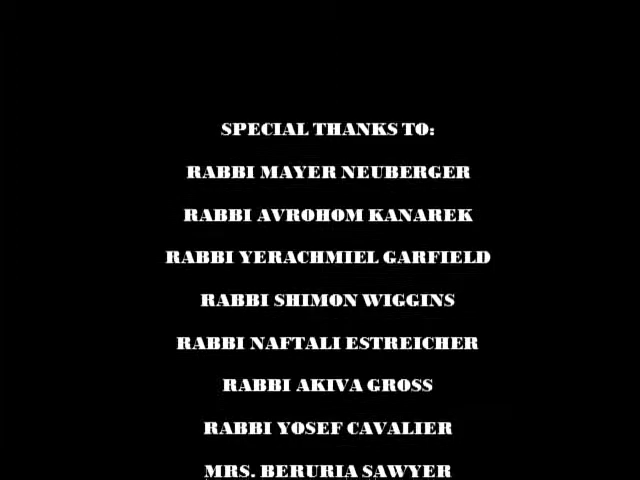 SPECIAL THANKS TO:
RABBI MAYER NEUBERGER
RABBI AVROHOM KANAREK
RABBI YERACHMIEL GARFIELD
RABBI SHIMON WIGGINS
RABBI NAFTALI ESTREICHER
RABBI AKIVA GROSS
RABBI YOSEF CAVALIER
MRS. BERURIA SAWYER